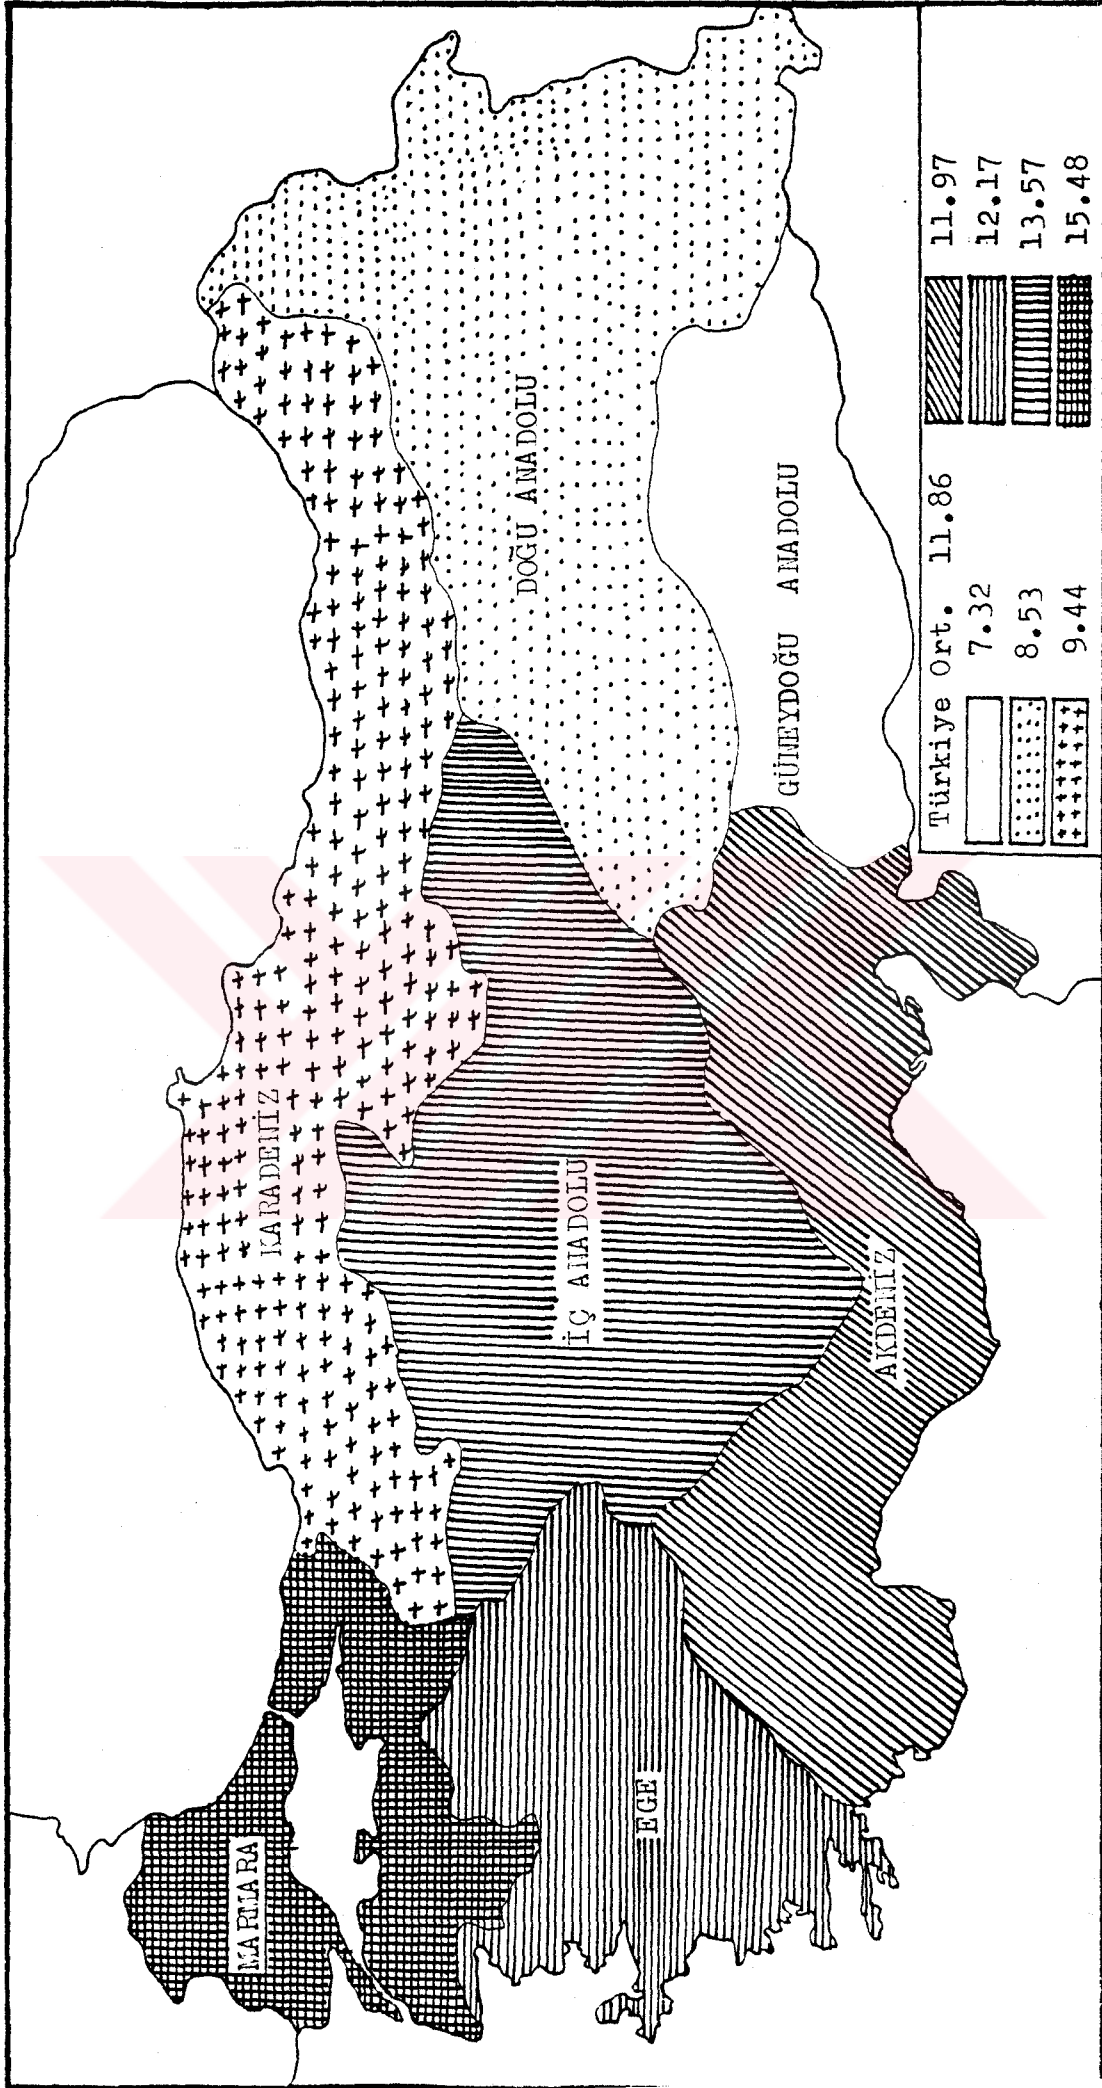 MARMARA
KARADENİZ
DOĞU ANADOLU
İÇ ANADOLU
EGE
AKDENİZ
GÜNEYDOĞU ANADOLU
Türkiye Ort. 11.86
7.32
8.53
9.44
11.97
12.17
13.57
15.48